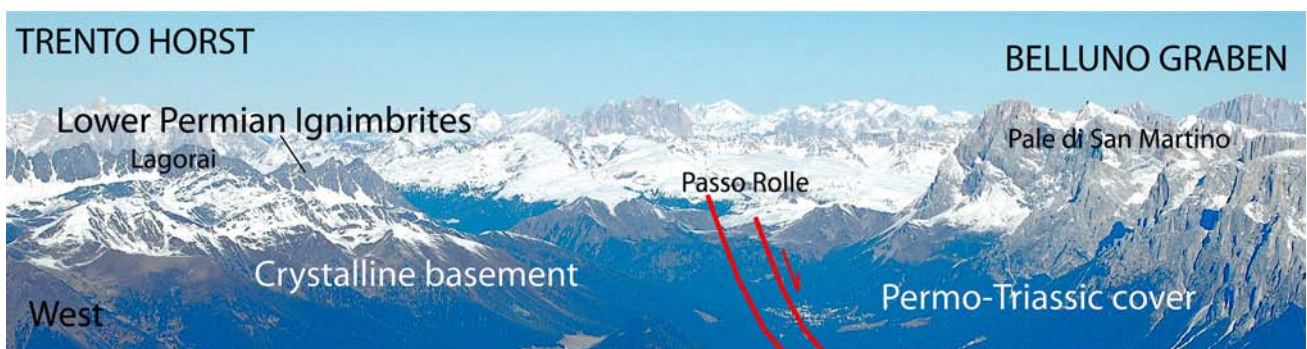 TRENTO HORST
BELLUNO GRABEN
Lower Permian Ignimbrites
Lagorai
Pale di San Martino
Passo Rolle
Crystalline basement
Permo-Triassic cover
West